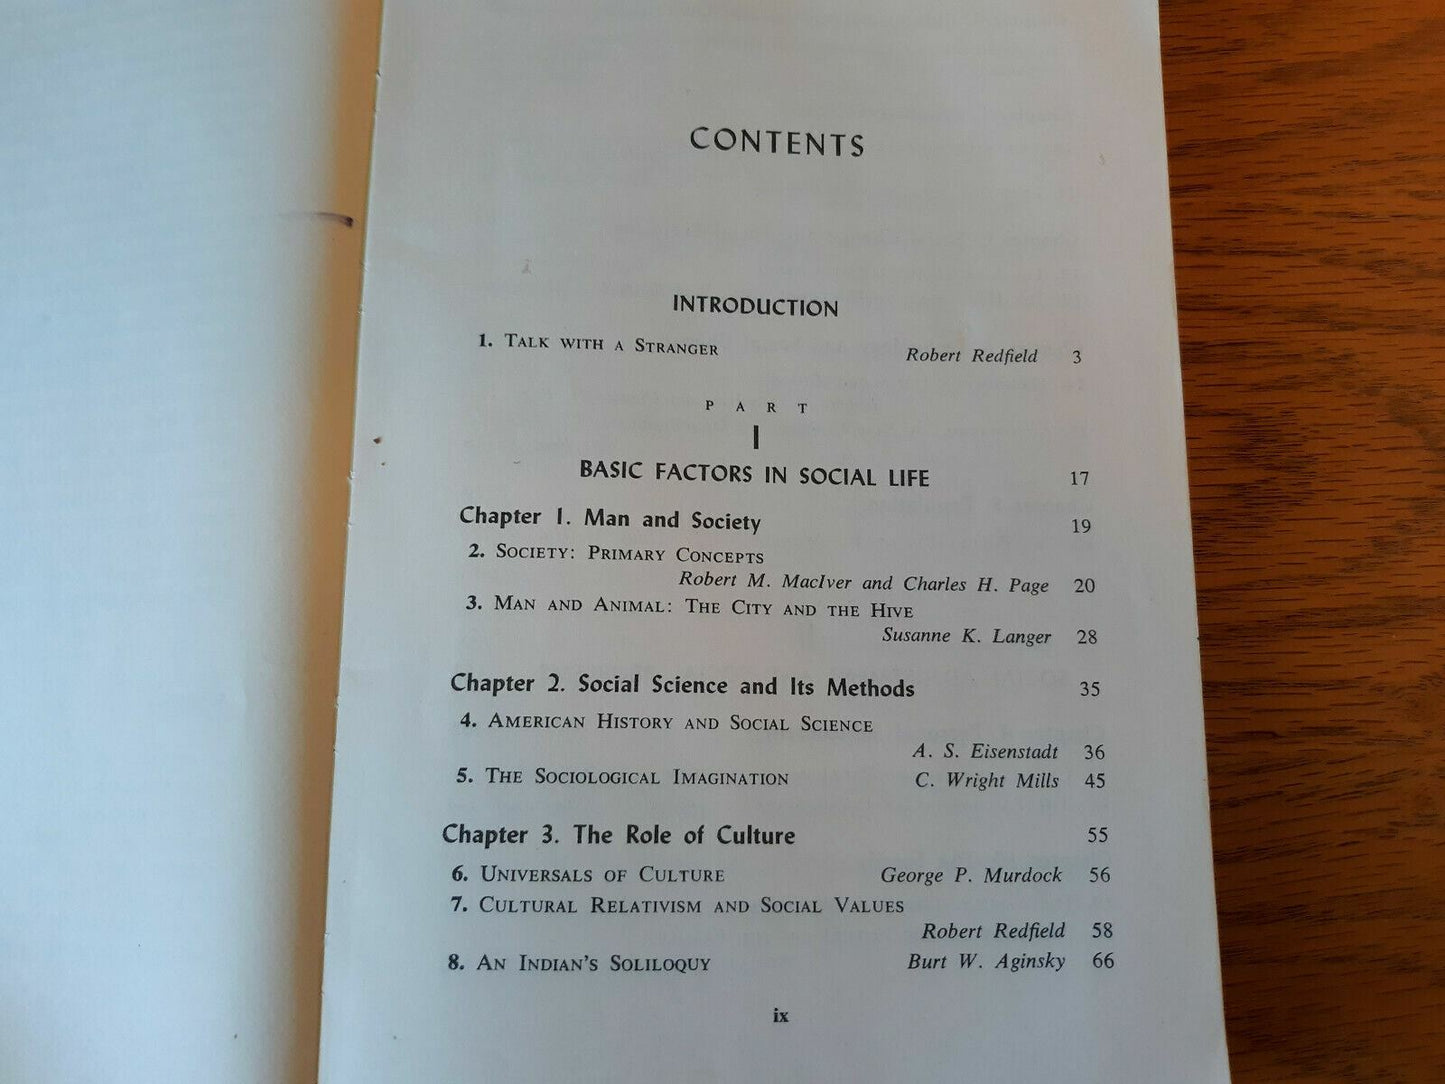 CONTENTS
INTRODUCTION
1. TALK WITH A STRANGER Robert Redfield 3
PART
I
BASIC FACTORS IN SOCIAL LIFE 17
Chapter 1. Man and Society 19
2. SOCIETY: PRIMARY CONCEPTS
Robert M. MacIver and Charles H. Page 20
3. MAN AND ANIMAL: THE CITY AND THE HIVE
Susanne K. Langer 28
Chapter 2. Social Science and Its Methods 35
4. AMERICAN HISTORY AND SOCIAL SCIENCE
A. S. Eisenstadt 36
5. THE SOCIOLOGICAL IMAGINATION C. Wright Mills 45
Chapter 3. The Role of Culture 55
6. UNIVERSALS OF CULTURE George P. Murdock 56
7. CULTURAL RELATIVISM AND SOCIAL VALUES
Robert Redfield 58
8. AN INDIAN'S SOLILOQUY Burt W. Aginsky 66
ix